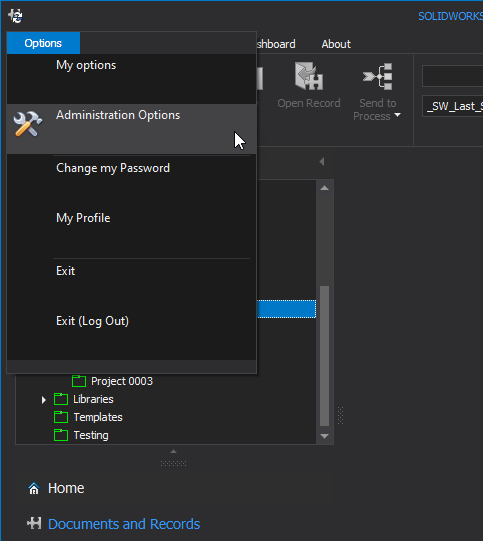 SOLIDWORKS
Options
shboard
About
My options
Administration Options
Open Record
Send to
Process
_SW_Last_S
Change my Password
My Profile
Exit
Exit (Log Out)
Project 0003
Libraries
Templates
Testing
Home
Documents and Records